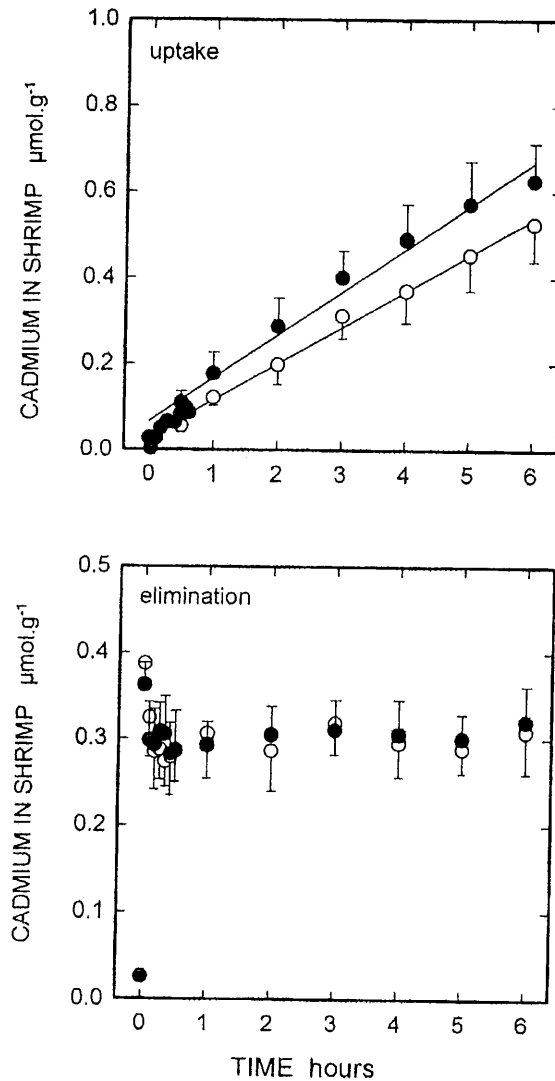 1.0
uptake
0.8
0.6
0.4
0.2
0.0
CADMIUM IN SHRIMP µmol.g⁻¹
0 1 2 3 4 5 6
0.5
elimination
0.4
0.3
0.2
0.1
0.0
CADMIUM IN SHRIMP µmol.g⁻¹
0 1 2 3 4 5 6
TIME hours